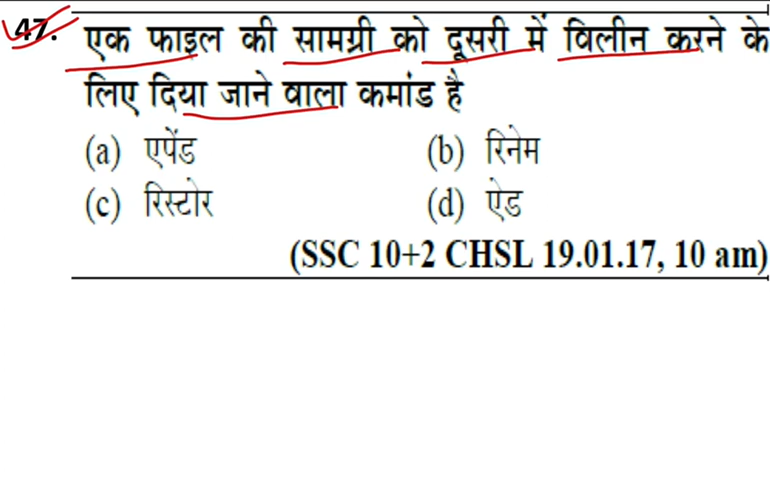 47. एक फाइल की सामग्री को दूसरी में विलीन करने के
लिए दिया जाने वाला कमांड है
(a) एपेंड (b) रिनेम
(c) रिस्टोर (d) ऐड
(SSC 10+2 CHSL 19.01.17, 10 am)